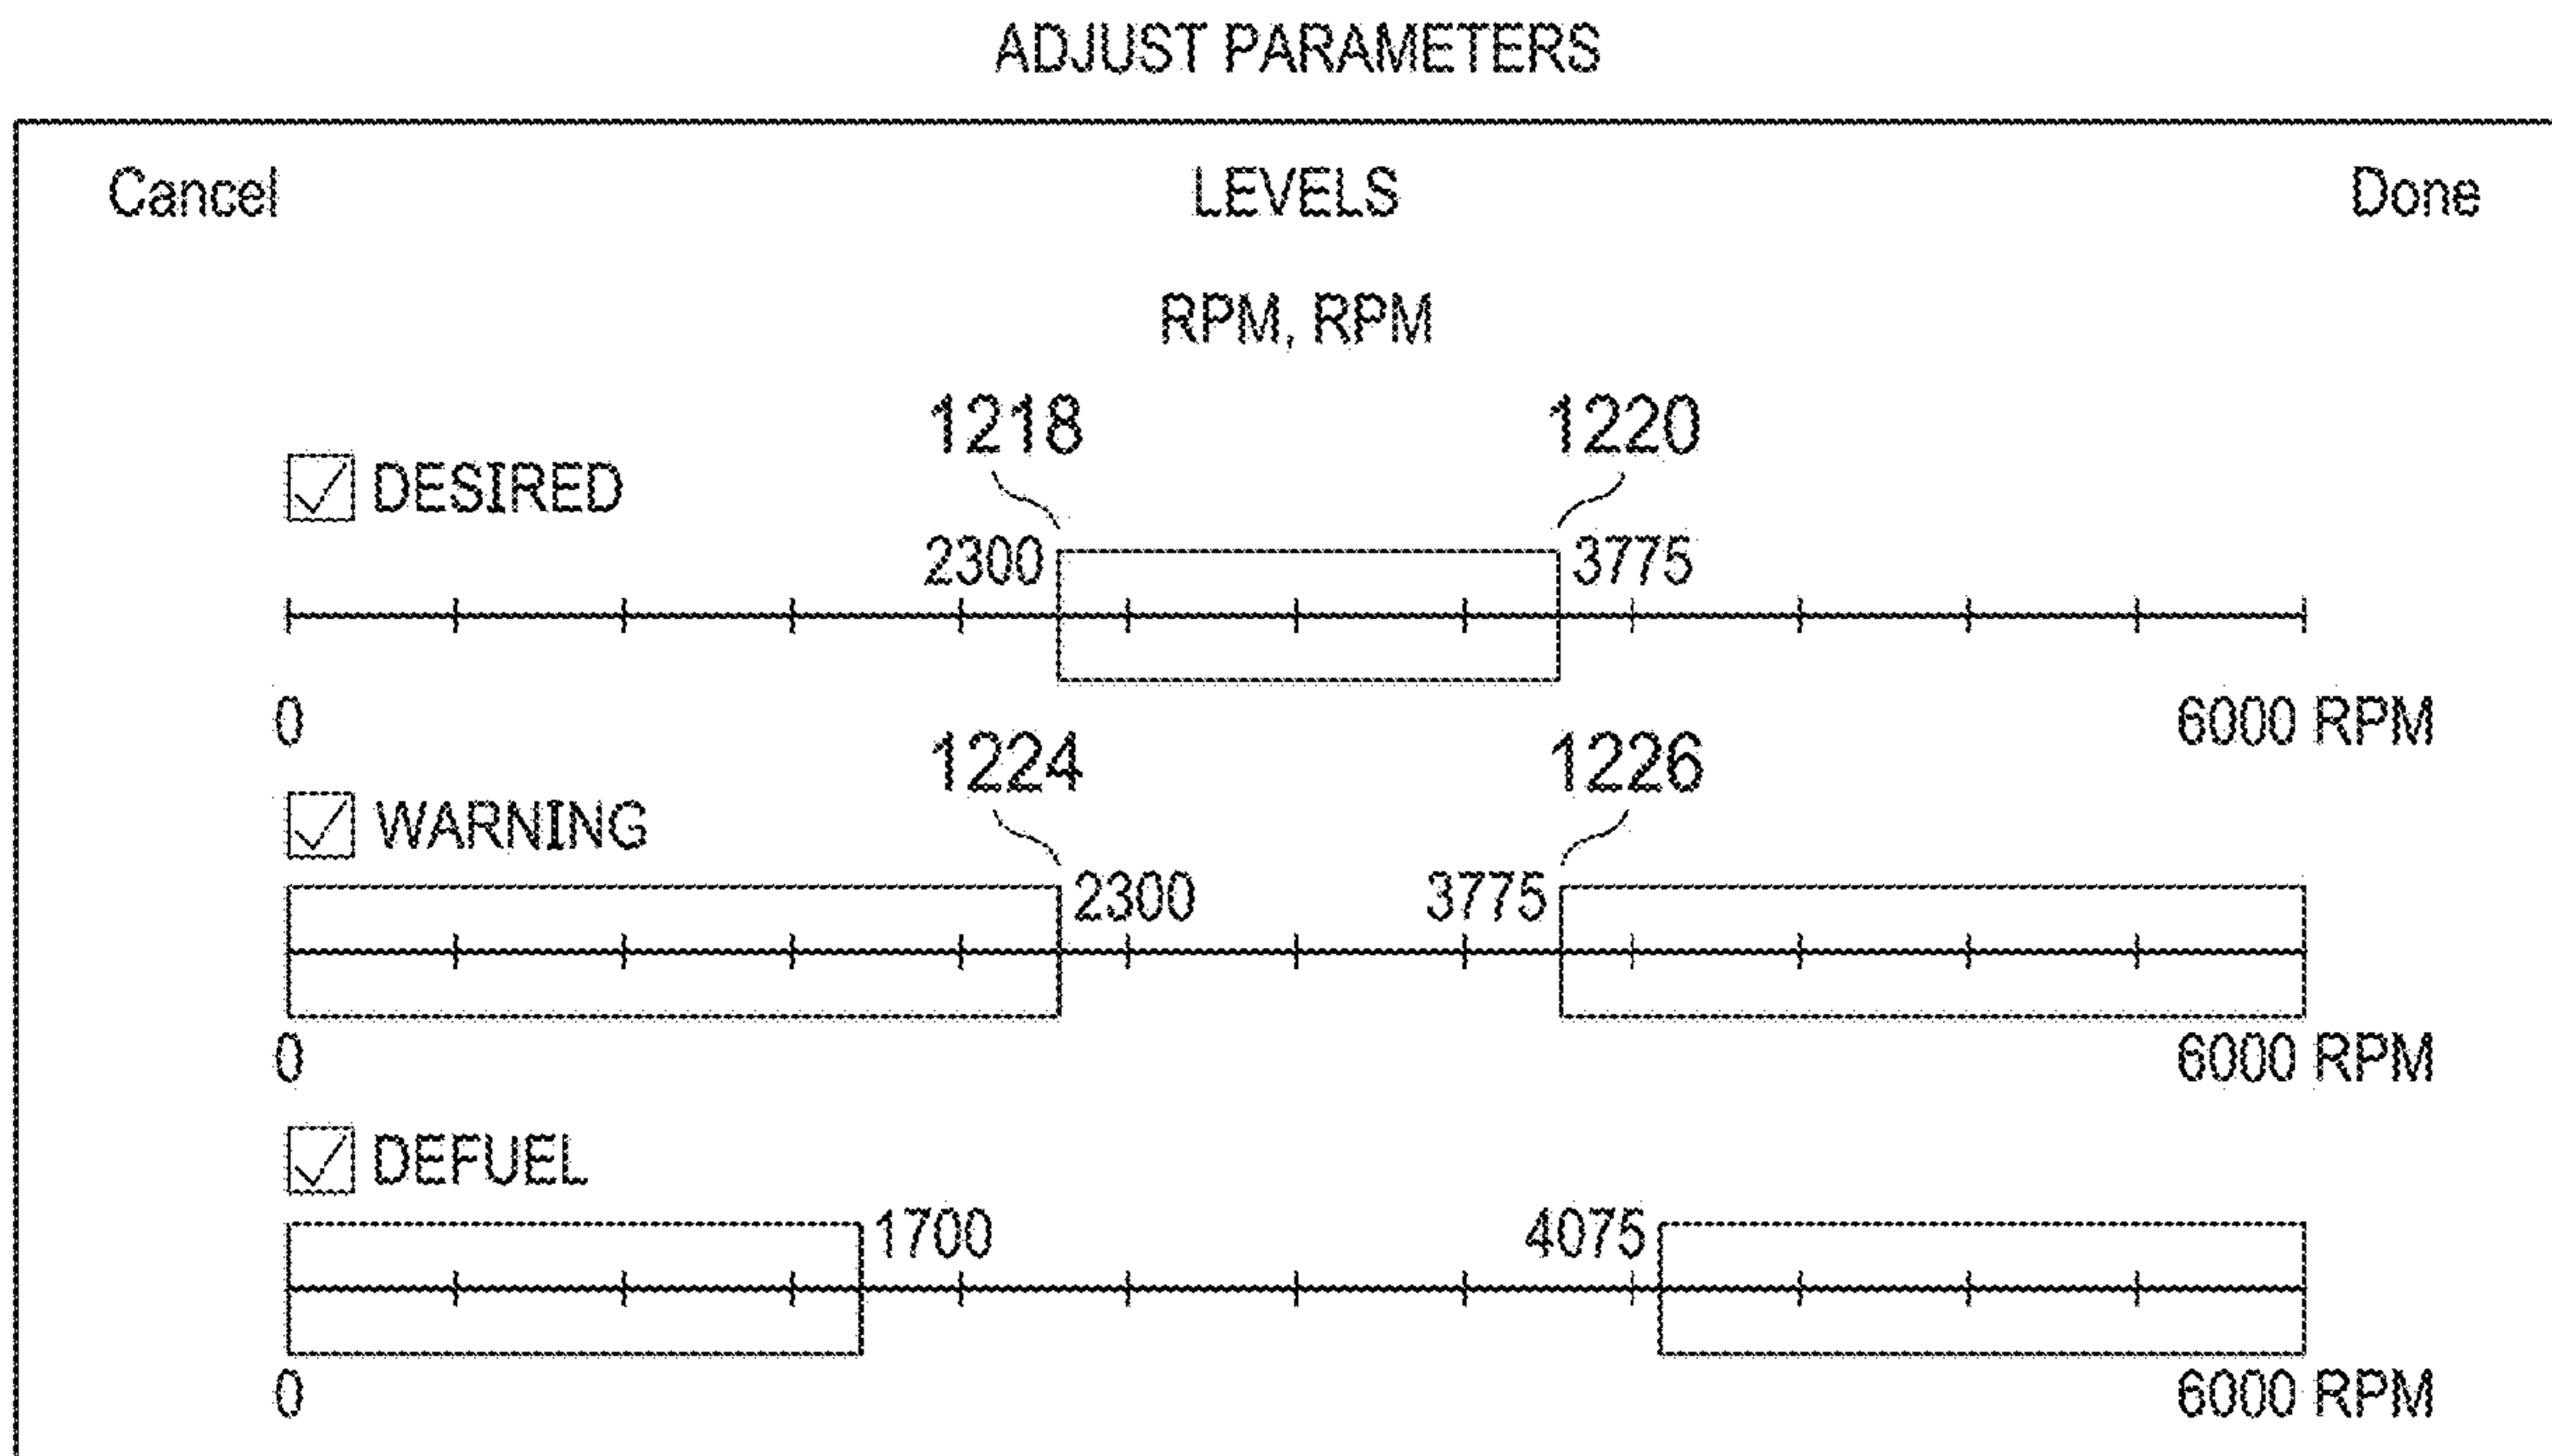 ADJUST PARAMETERS
Cancel LEVELS Done
RPM, RPM
1218 1220
DESIRED
2300 3775
0 6000 RPM
1224 1226
WARNING
2300 3775
0 6000 RPM
DEFUEL
1700 4075
0 6000 RPM